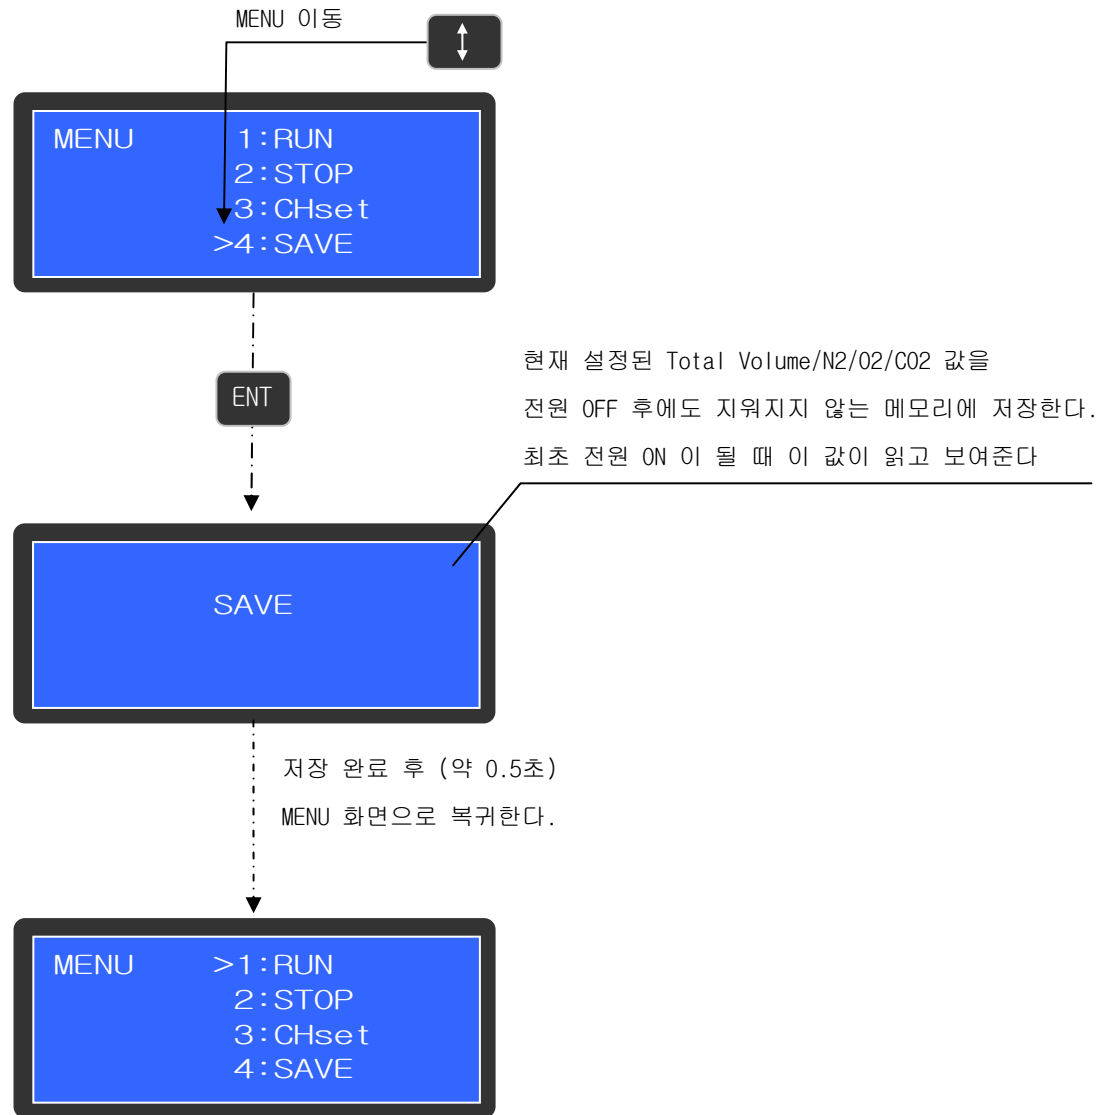 MENU 이동
MENU 1:RUN
2:STOP
3:CHset
>4:SAVE
ENT
현재 설정된 Total Volume/N2/O2/CO2 값을
전원 OFF 후에도 지워지지 않는 메모리에 저장한다.
최초 전원 ON 이 될 때 이 값이 읽고 보여준다
SAVE
저장 완료 후 (약 0.5초)
MENU 화면으로 복귀한다.
MENU >1:RUN
2:STOP
3:CHset
4:SAVE